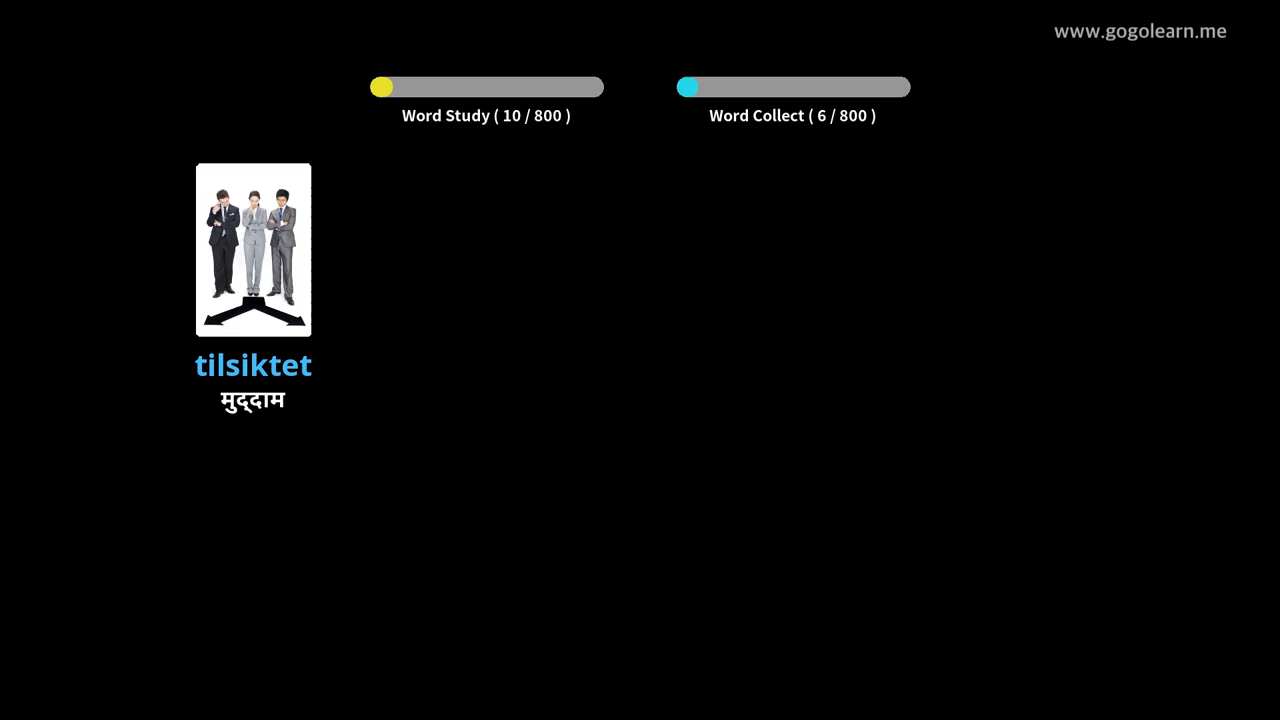 www.gogolearn.me
Word Study ( 10 / 800 )
Word Collect ( 6 / 800 )
tilsiktet
मुद्दाम